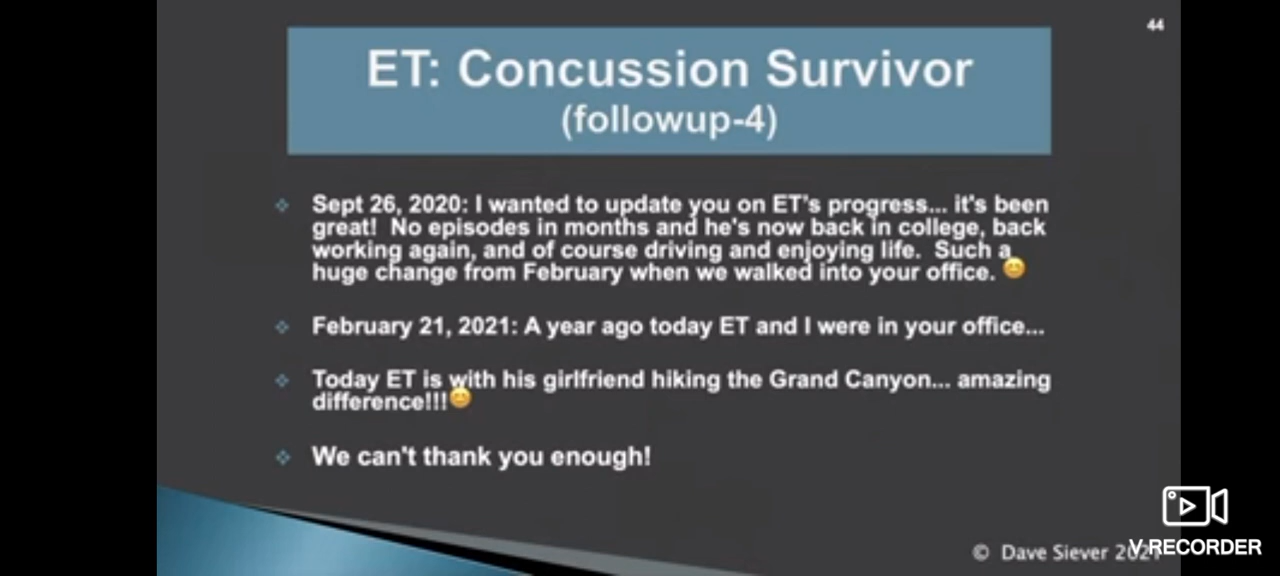 44
ET: Concussion Survivor
(followup-4)
Sept 26, 2020: I wanted to update you on ET's progress... it's been
great!  No episodes in months and he's now back in college, back
working again, and of course driving and enjoying life.  Such a
huge change from February when we walked into your office. 😊
February 21, 2021: A year ago today ET and I were in your office...
Today ET is with his girlfriend hiking the Grand Canyon... amazing
difference!!!😊
We can't thank you enough!
© Dave Siever
V RECORDER